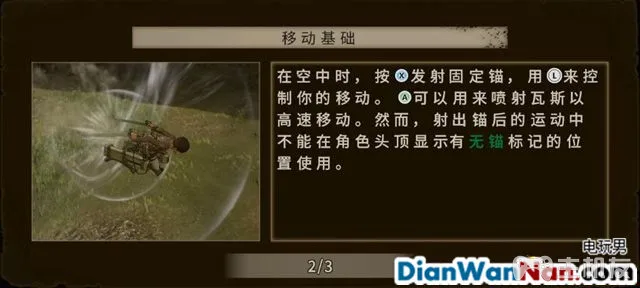 移动基础
在空中时，按X发射固定锚，用L来控
制你的移动。A可以用来喷射瓦斯以
高速移动。然而，射出锚后的运动中
不能在角色头顶显示有无锚标记的位
置使用。
2/3
电玩男
DianWanNan.com